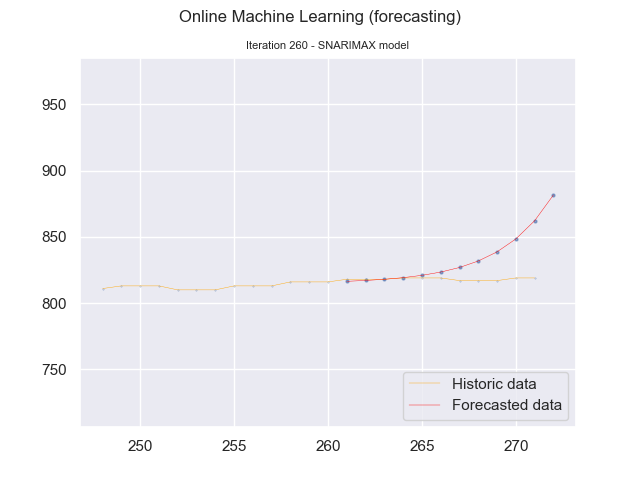 Online Machine Learning (forecasting)
Iteration 260 - SNARIMAX model
950
900
850
800
750
250 255 260 265 270
Historic data
Forecasted data